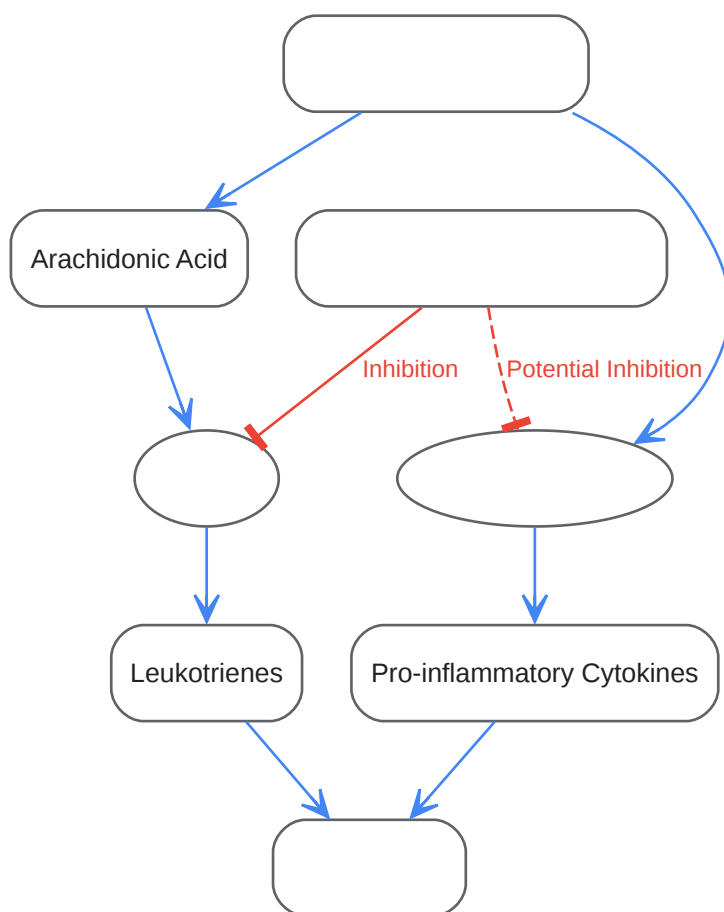 Arachidonic Acid
Inhibition
Potential Inhibition
Leukotrienes
Pro-inflammatory Cytokines